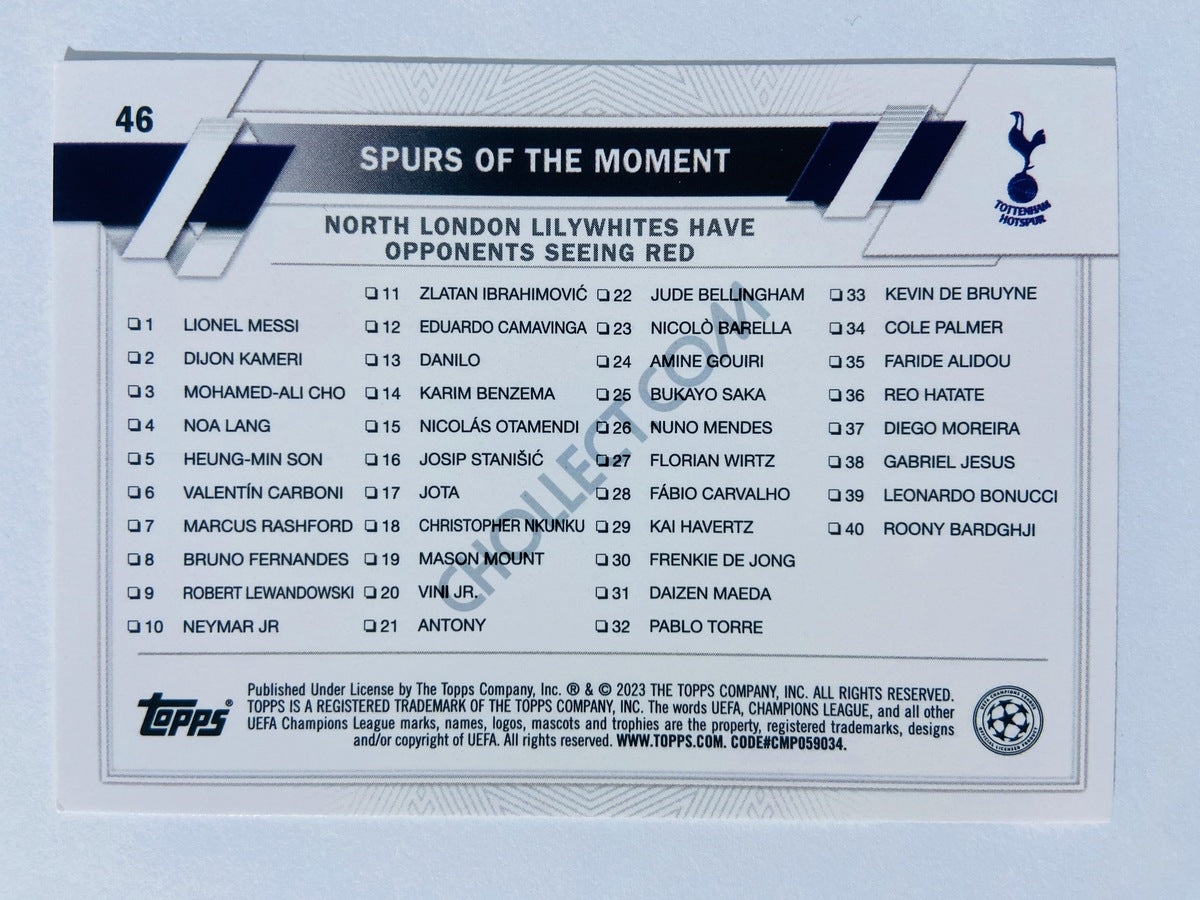 46
SPURS OF THE MOMENT
TOTTENHAM
HOTSPUR
NORTH LONDON LILYWHITES HAVE
OPPONENTS SEEING RED
1 LIONEL MESSI
2 DIJON KAMERI
3 MOHAMED-ALI CHO
4 NOA LANG
5 HEUNG-MIN SON
6 VALENTÍN CARBONI
7 MARCUS RASHFORD
8 BRUNO FERNANDES
9 ROBERT LEWANDOWSKI
10 NEYMAR JR
11 ZLATAN IBRAHIMOVIĆ
12 EDUARDO CAMAVINGA
13 DANILO
14 KARIM BENZEMA
15 NICOLÁS OTAMENDI
16 JOSIP STANIŠIĆ
17 JOTA
18 CHRISTOPHER NKUNKU
19 MASON MOUNT
20 VINI JR.
21 ANTONY
22 JUDE BELLINGHAM
23 NICOLÒ BARELLA
24 AMINE GOUIRI
25 BUKAYO SAKA
26 NUNO MENDES
27 FLORIAN WIRTZ
28 FÁBIO CARVALHO
29 KAI HAVERTZ
30 FRENKIE DE JONG
31 DAIZEN MAEDA
32 PABLO TORRE
33 KEVIN DE BRUYNE
34 COLE PALMER
35 FARIDE ALIDOU
36 REO HATATE
37 DIEGO MOREIRA
38 GABRIEL JESUS
39 LEONARDO BONUCCI
40 ROONY BARDGHJI
CHOLLECT.COM
topps®
Published Under License by The Topps Company, Inc. ® & © 2023 THE TOPPS COMPANY, INC. ALL RIGHTS RESERVED.
TOPPS IS A REGISTERED TRADEMARK OF THE TOPPS COMPANY, INC. The words UEFA, CHAMPIONS LEAGUE, and all other
UEFA Champions League marks, names, logos, mascots and trophies are the property, registered trademarks, designs
and/or copyright of UEFA. All rights reserved. WWW.TOPPS.COM. CODE#CMP059034.
UEFA CHAMPIONS LEAGUE
OFFICIAL LICENSED PRODUCT